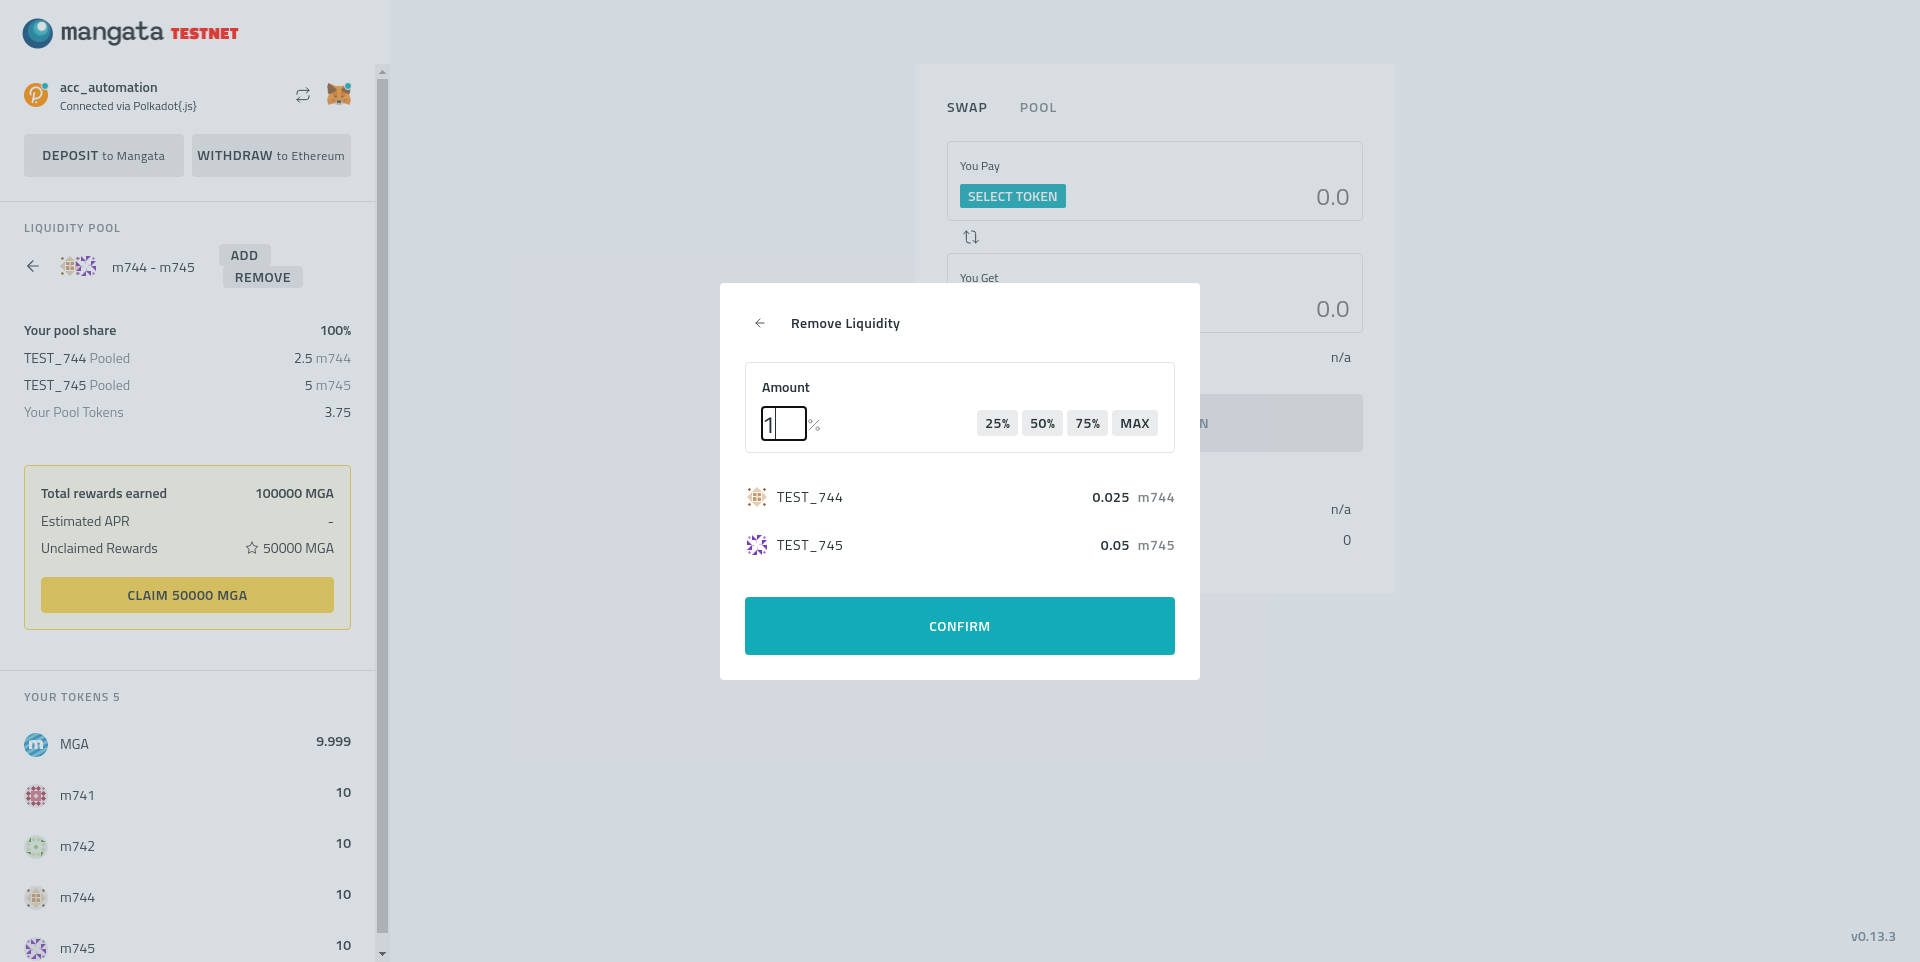 mangata TESTNET
acc_automation
Connected via Polkadot{.js}
DEPOSIT to Mangata
WITHDRAW to Ethereum
LIQUIDITY POOL
m744 - m745
ADD
REMOVE
Your pool share 100%
TEST_744 Pooled 2.5 m744
TEST_745 Pooled 5 m745
Your Pool Tokens 3.75
Total rewards earned 100000 MGA
Estimated APR -
Unclaimed Rewards 50000 MGA
CLAIM 50000 MGA
YOUR TOKENS 5
MGA 9.999
m741 10
m742 10
m744 10
m745 10
SWAP POOL
You Pay
SELECT TOKEN 0.0
You Get
0.0
n/a
N
n/a
0
Remove Liquidity
Amount
1 %
25% 50% 75% MAX
TEST_744 0.025 m744
TEST_745 0.05 m745
CONFIRM
v0.13.3